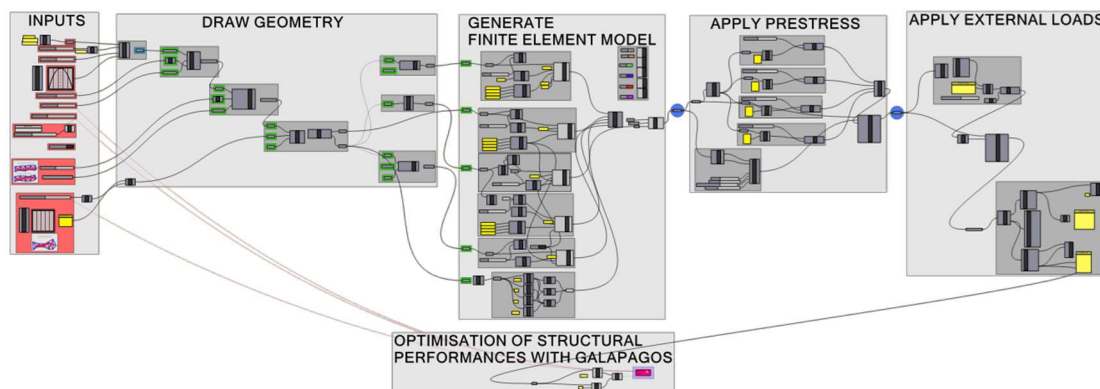 INPUTS
DRAW GEOMETRY
GENERATE
FINITE ELEMENT MODEL
APPLY PRESTRESS
APPLY EXTERNAL LOADS
OPTIMISATION OF STRUCTURAL
PERFORMANCES WITH GALAPAGOS